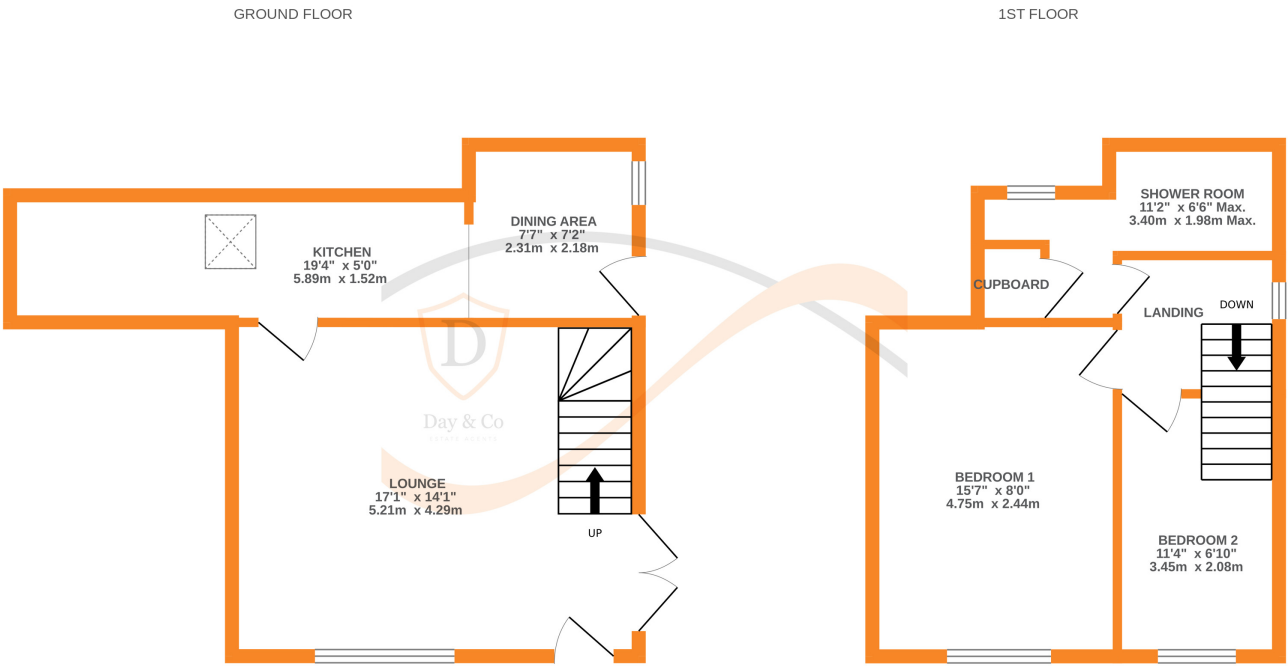 GROUND FLOOR
1ST FLOOR
KITCHEN
19'4" x 5'0"
5.89m x 1.52m
DINING AREA
7'7" x 7'2"
2.31m x 2.18m
D
Day & Co
ESTATE AGENTS
LOUNGE
17'1" x 14'1"
5.21m x 4.29m
UP
SHOWER ROOM
11'2" x 6'6" Max.
3.40m x 1.98m Max.
CUPBOARD
LANDING
DOWN
BEDROOM 1
15'7" x 8'0"
4.75m x 2.44m
BEDROOM 2
11'4" x 6'10"
3.45m x 2.08m